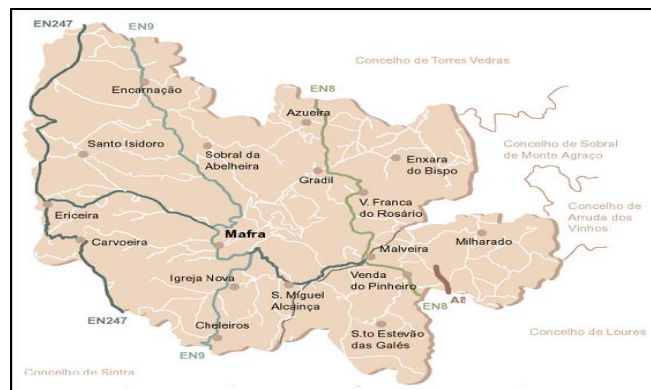 EN247
EN9
Concelho de Torres Vedras
EN8
Encarnação
Azueira
Santo Isidoro
Sobral da
Abelheira
Enxara
do Bispo
Concelho de Sobral
de Monte Agraço
Gradil
V. Franca
do Rosário
Concelho de
Arruda dos
Vinhos
Ericeira
Mafra
Carvoeira
Malveira
Milharado
Igreja Nova
S. Miguel
Alcainça
Venda
do Pinheiro
EN8
A8
EN247
Cheleiros
S.to Estevão
das Galés
Concelho de Loures
EN9
Concelho de Sintra